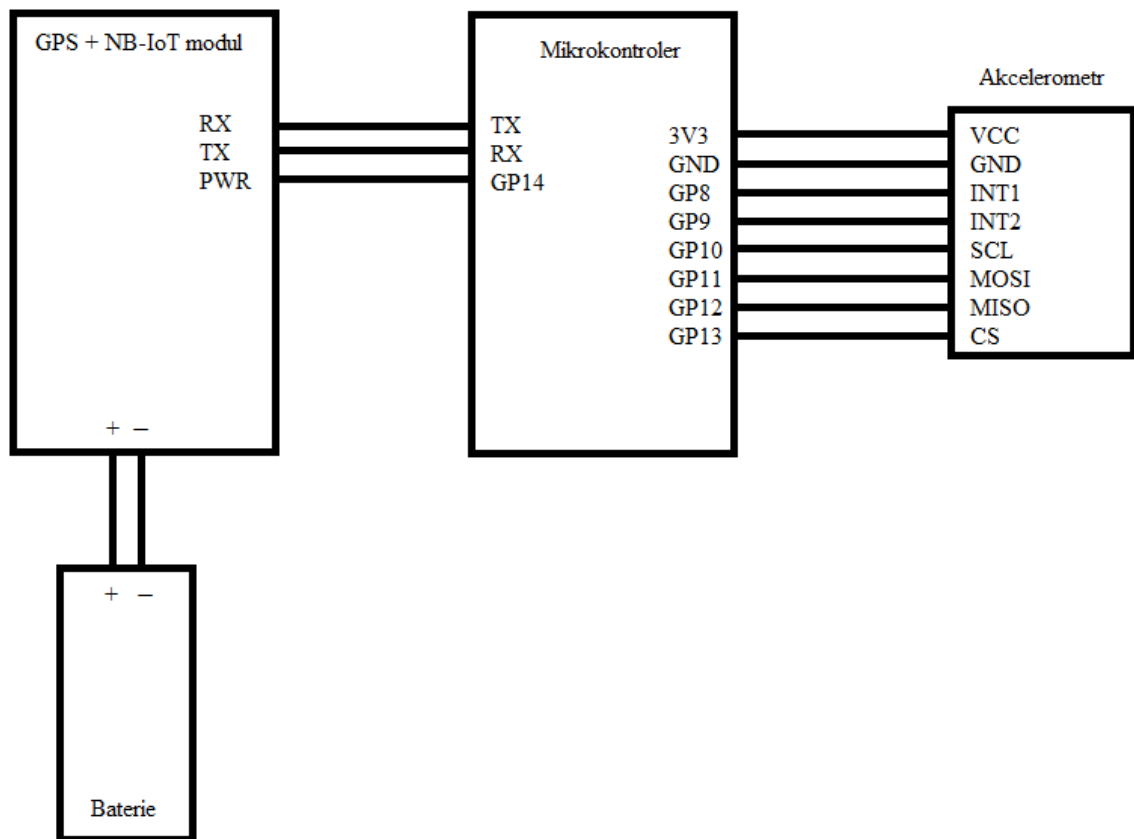 GPS + NB-IoT modul
RX
TX
PWR
+ –
Mikrokontroler
TX
RX
GP14
3V3
GND
GP8
GP9
GP10
GP11
GP12
GP13
Akcelerometr
VCC
GND
INT1
INT2
SCL
MOSI
MISO
CS
+ –
Baterie